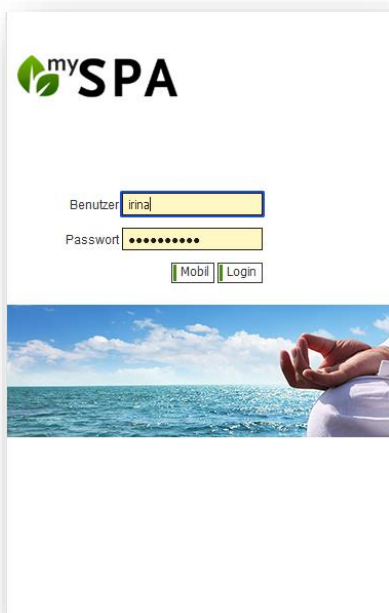 mySPA
Benutzer irina
Passwort ••••••••••
Mobil Login